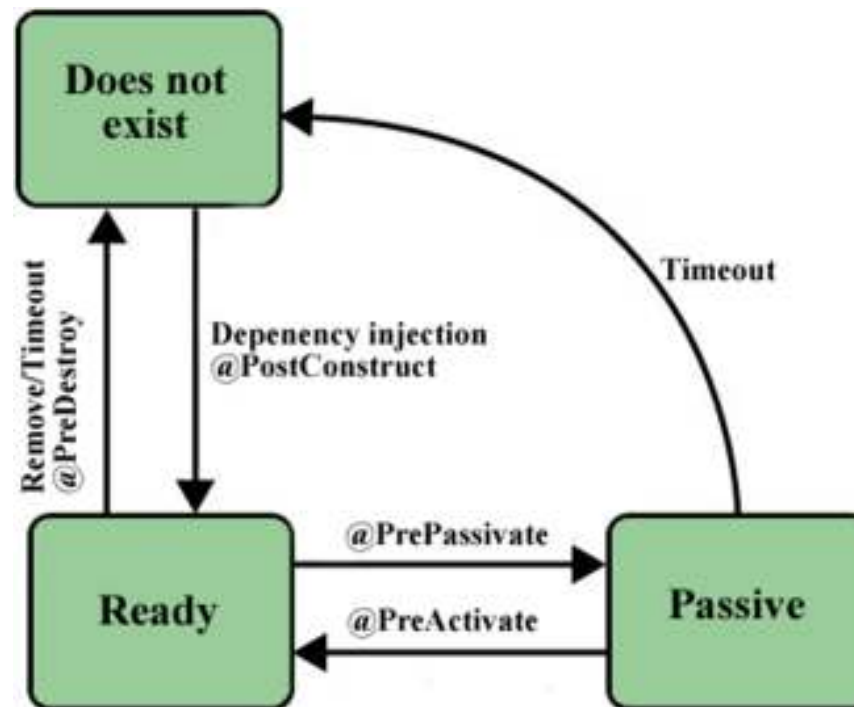 Does not
exist
Timeout
Depenency injection
@PostConstruct
Remove/Timeout
@PreDestroy
@PrePassivate
Ready
Passive
@PreActivate